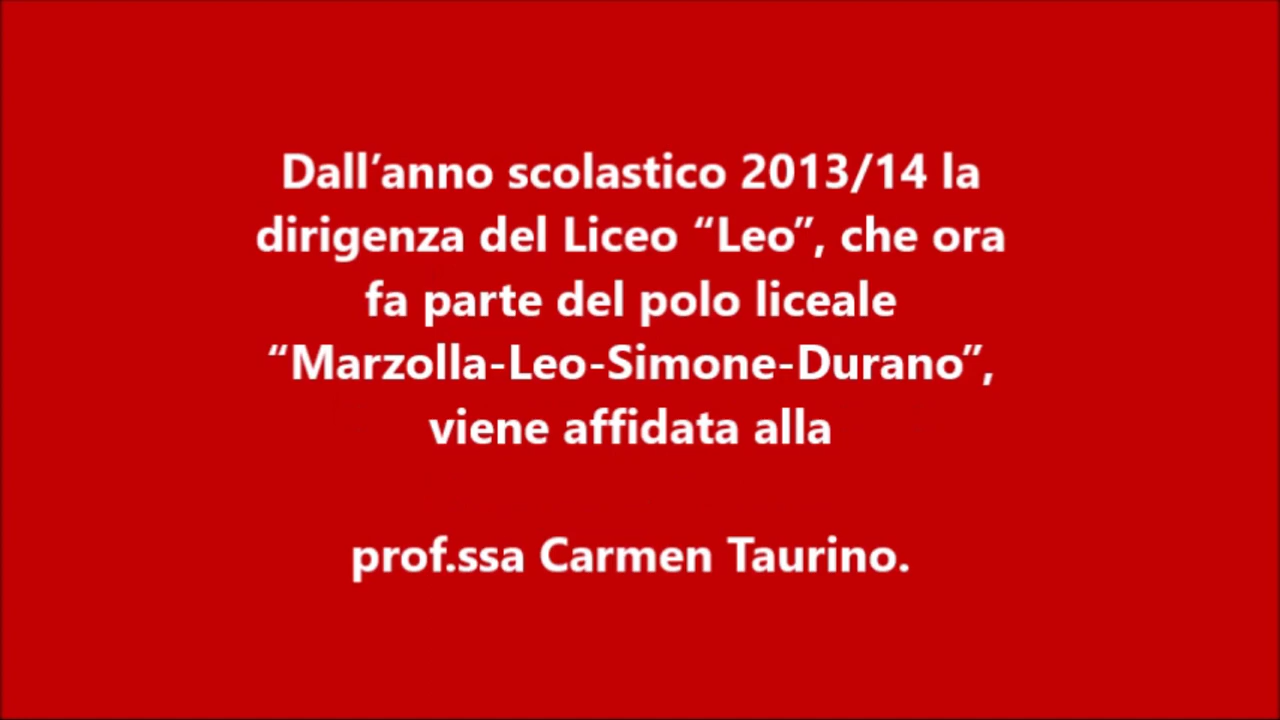 Dall’anno scolastico 2013/14 la
dirigenza del Liceo “Leo”, che ora
fa parte del polo liceale
“Marzolla-Leo-Simone-Durano”,
viene affidata alla
prof.ssa Carmen Taurino.